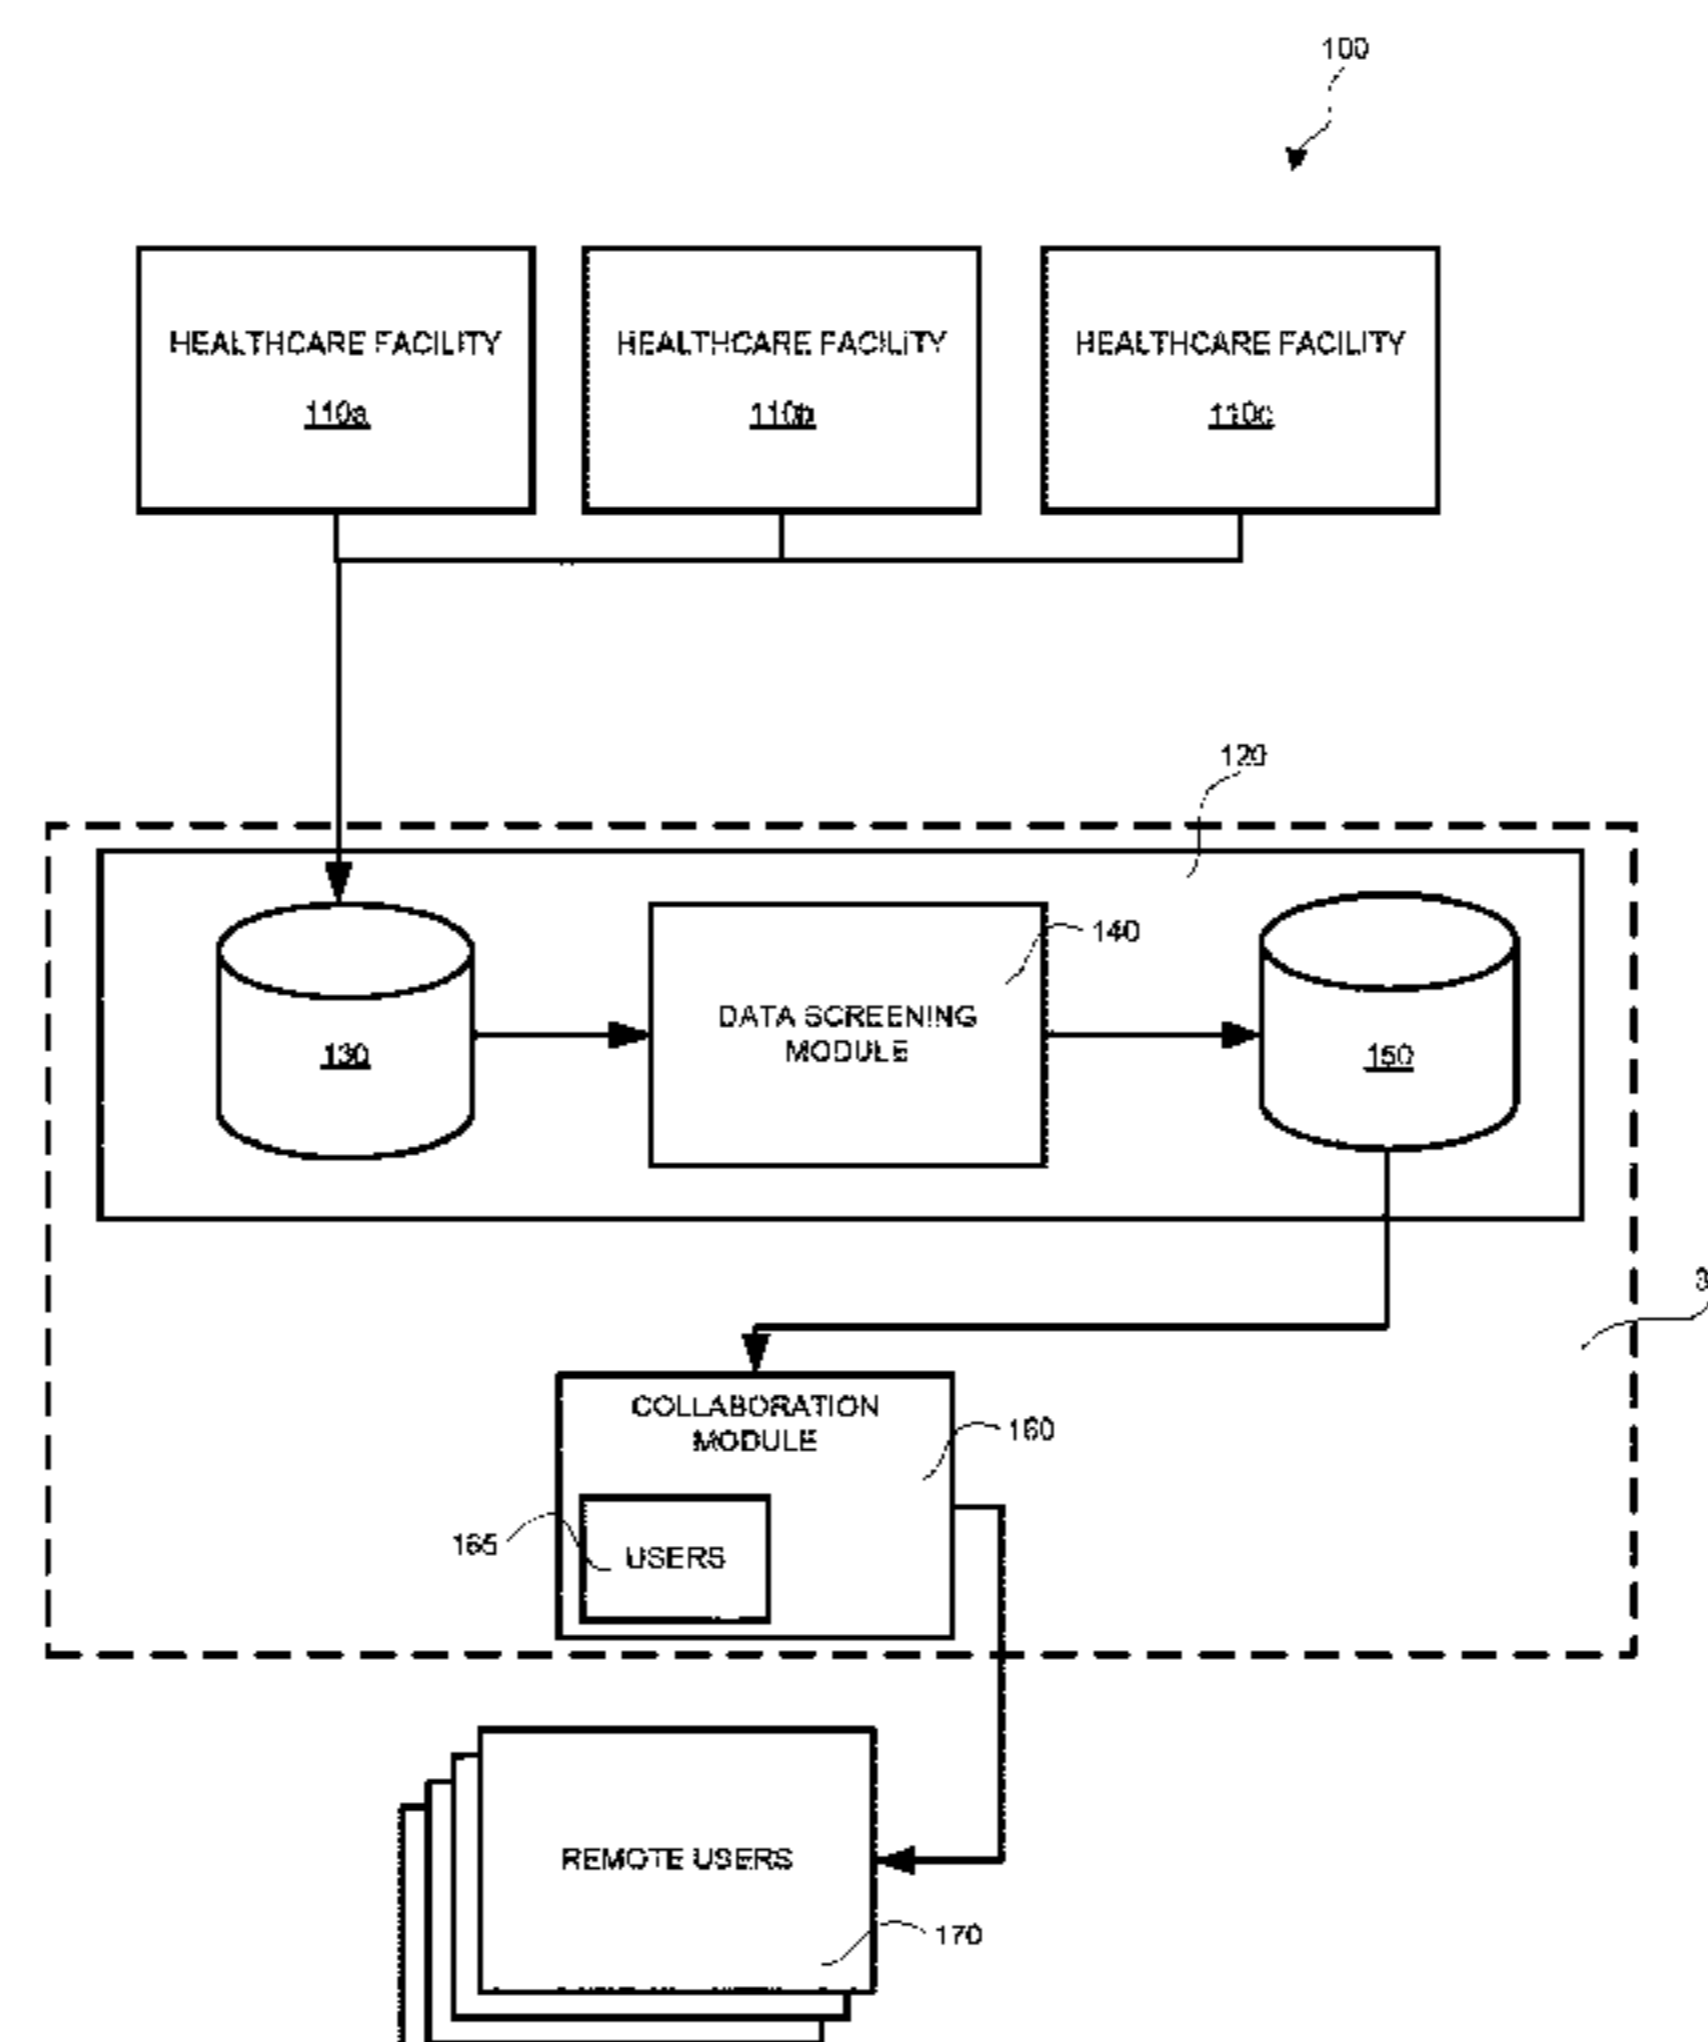 100
HEALTHCARE FACILITY
110a
HEALTHCARE FACILITY
110b
HEALTHCARE FACILITY
110c
120
130
DATA SCREENING
MODULE
140
150
COLLABORATION
MODULE
160
165
USERS
REMOTE USERS
170